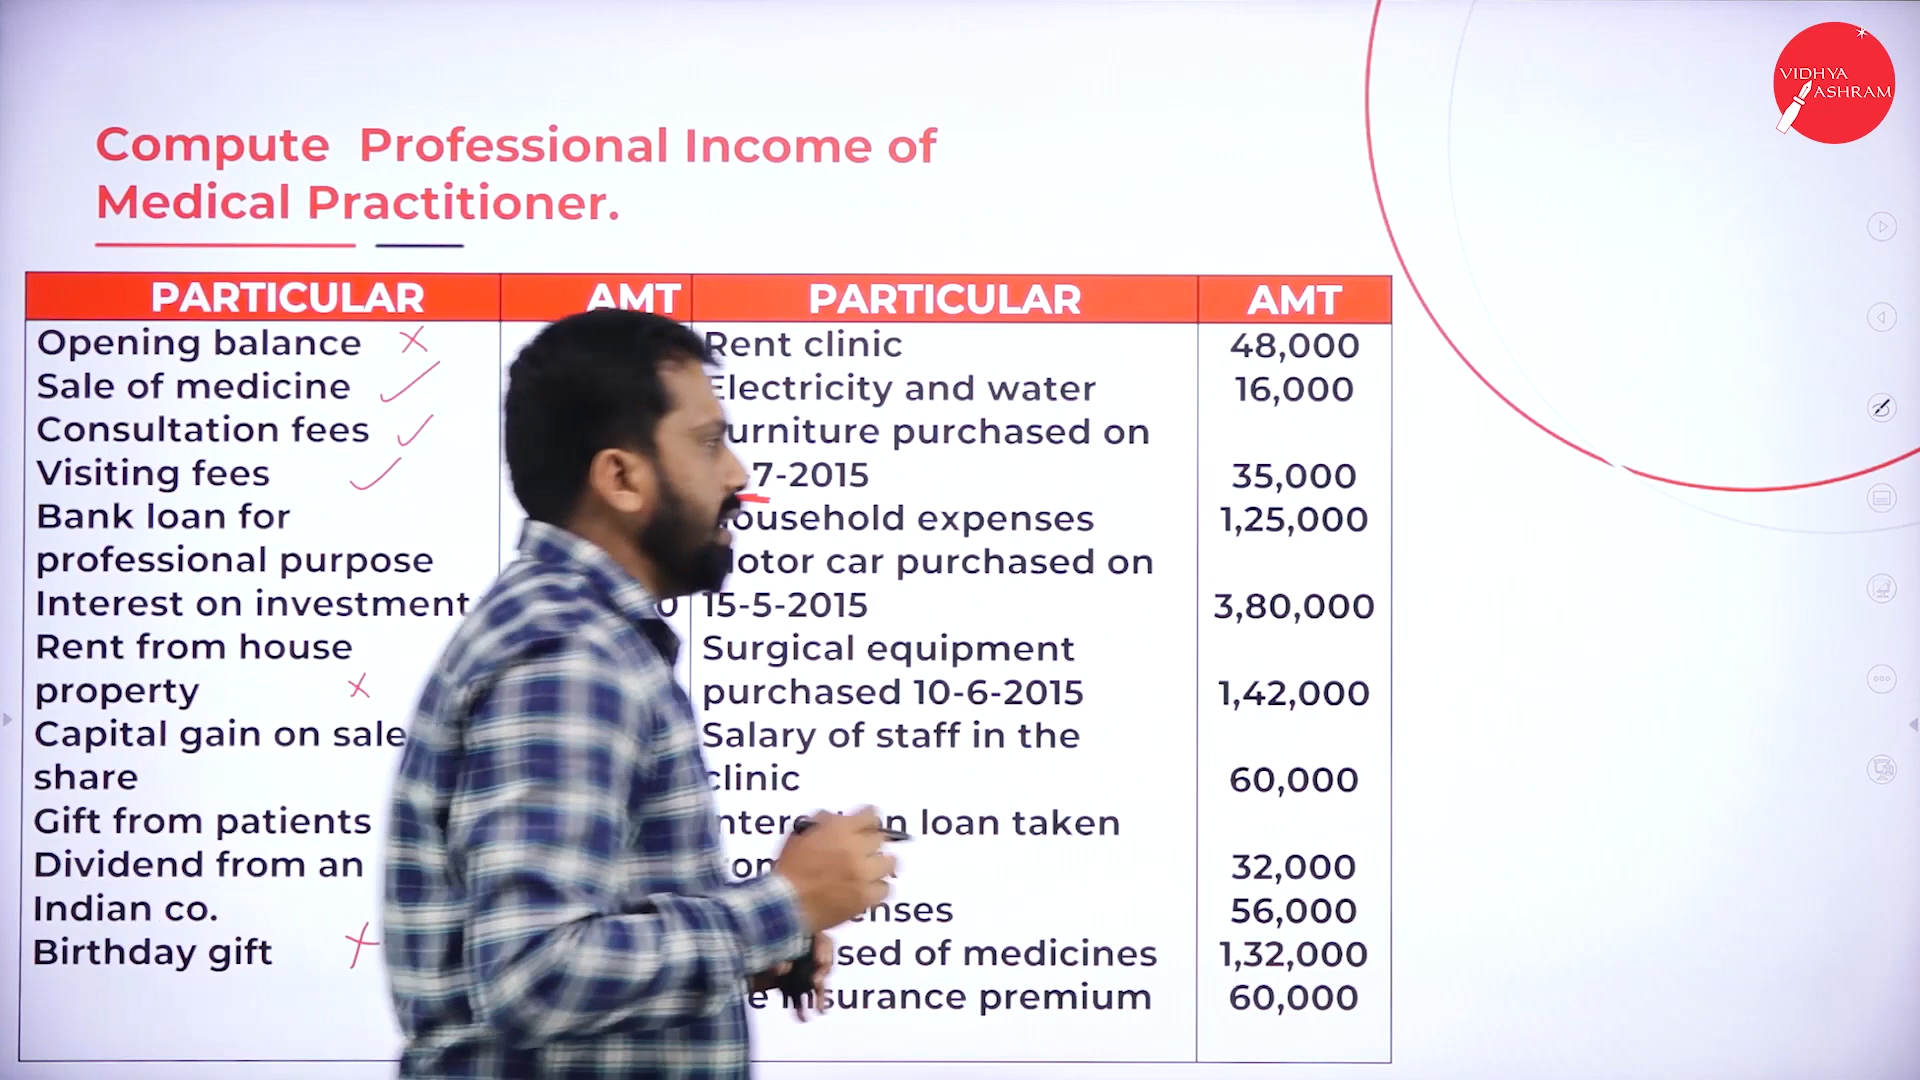 VIDHYA
ASHRAM
Compute Professional Income of
Medical Practitioner.
PARTICULAR AMT PARTICULAR AMT
Opening balance
Sale of medicine
Consultation fees
Visiting fees
Bank loan for
professional purpose
Interest on investment
Rent from house
property
Capital gain on sale
share
Gift from patients
Dividend from an
Indian co.
Birthday gift
Rent clinic 48,000
Electricity and water 16,000
purchased on
7-2015 35,000
expenses 1,25,000
car purchased on
15-5-2015 3,80,000
Surgical equipment
purchased 10-6-2015 1,42,000
Salary of staff in the
clinic 60,000
loan taken
32,000
56,000
of medicines 1,32,000
insurance premium 60,000